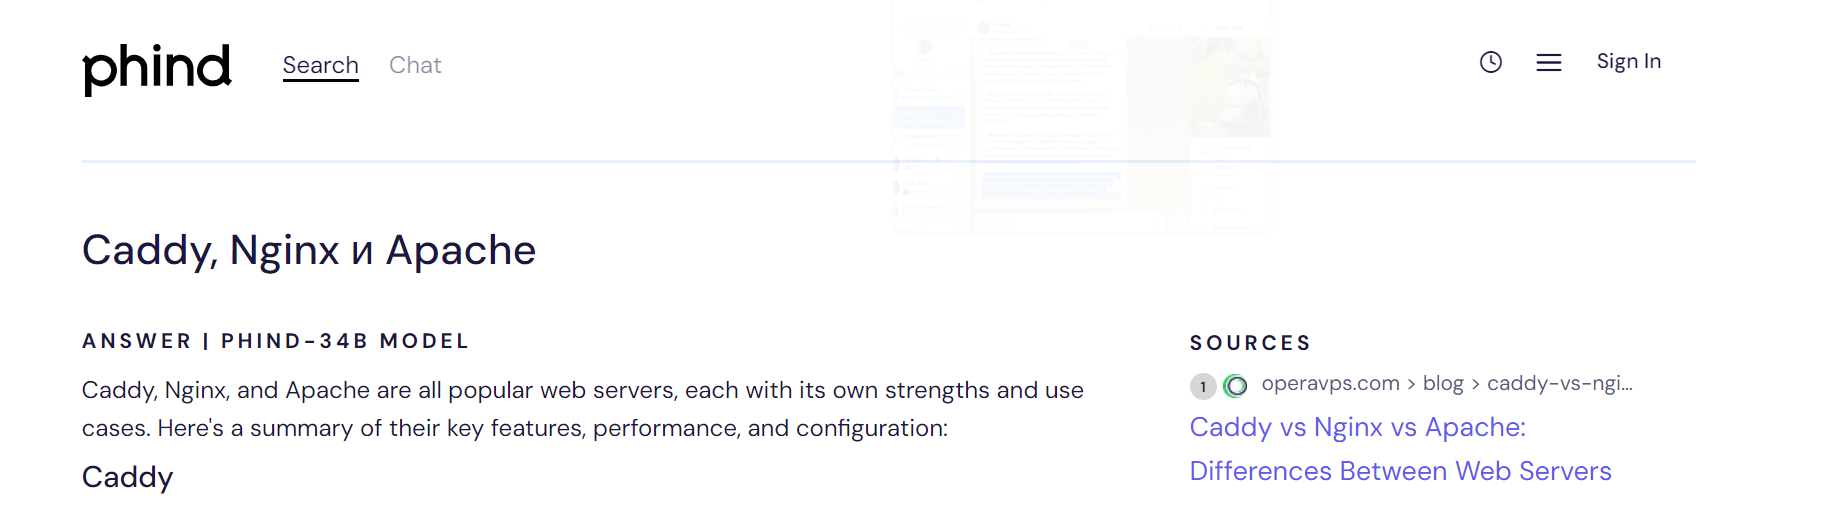 phind
Search
Chat
Sign In
Caddy, Nginx и Apache
ANSWER | PHIND-34B MODEL
Caddy, Nginx, and Apache are all popular web servers, each with its own strengths and use
cases. Here's a summary of their key features, performance, and configuration:
Caddy
SOURCES
1 operavps.com > blog > caddy-vs-ngi...
Caddy vs Nginx vs Apache:
Differences Between Web Servers